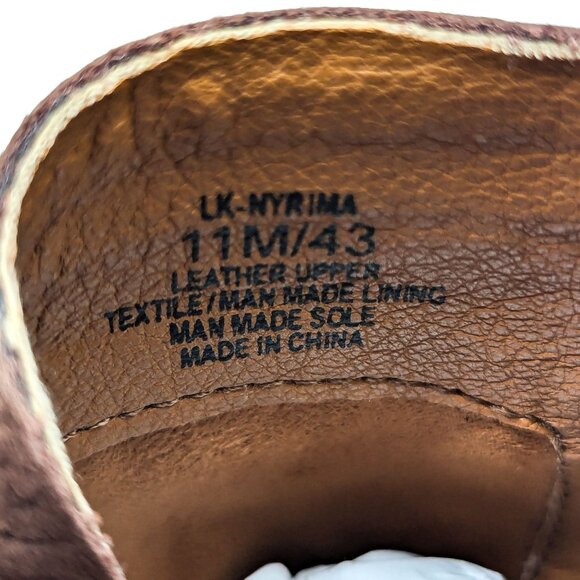 LK-NYRIMA
11M/43
LEATHER UPPER
TEXTILE/MAN MADE LINING
MAN MADE SOLE
MADE IN CHINA